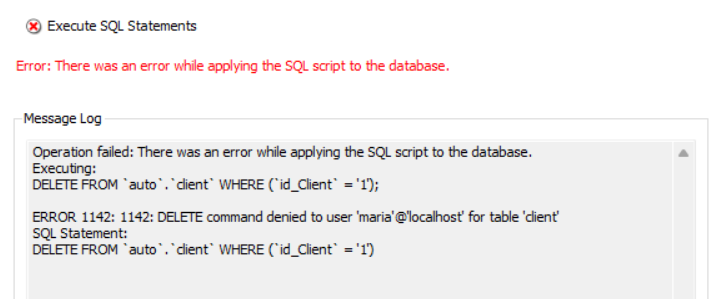 Execute SQL Statements
Error: There was an error while applying the SQL script to the database.
Message Log
Operation failed: There was an error while applying the SQL script to the database.
Executing:
DELETE FROM `auto`.`client` WHERE (`id_Client` = '1');
ERROR 1142: 1142: DELETE command denied to user 'maria'@'localhost' for table 'client'
SQL Statement:
DELETE FROM `auto`.`client` WHERE (`id_Client` = '1')